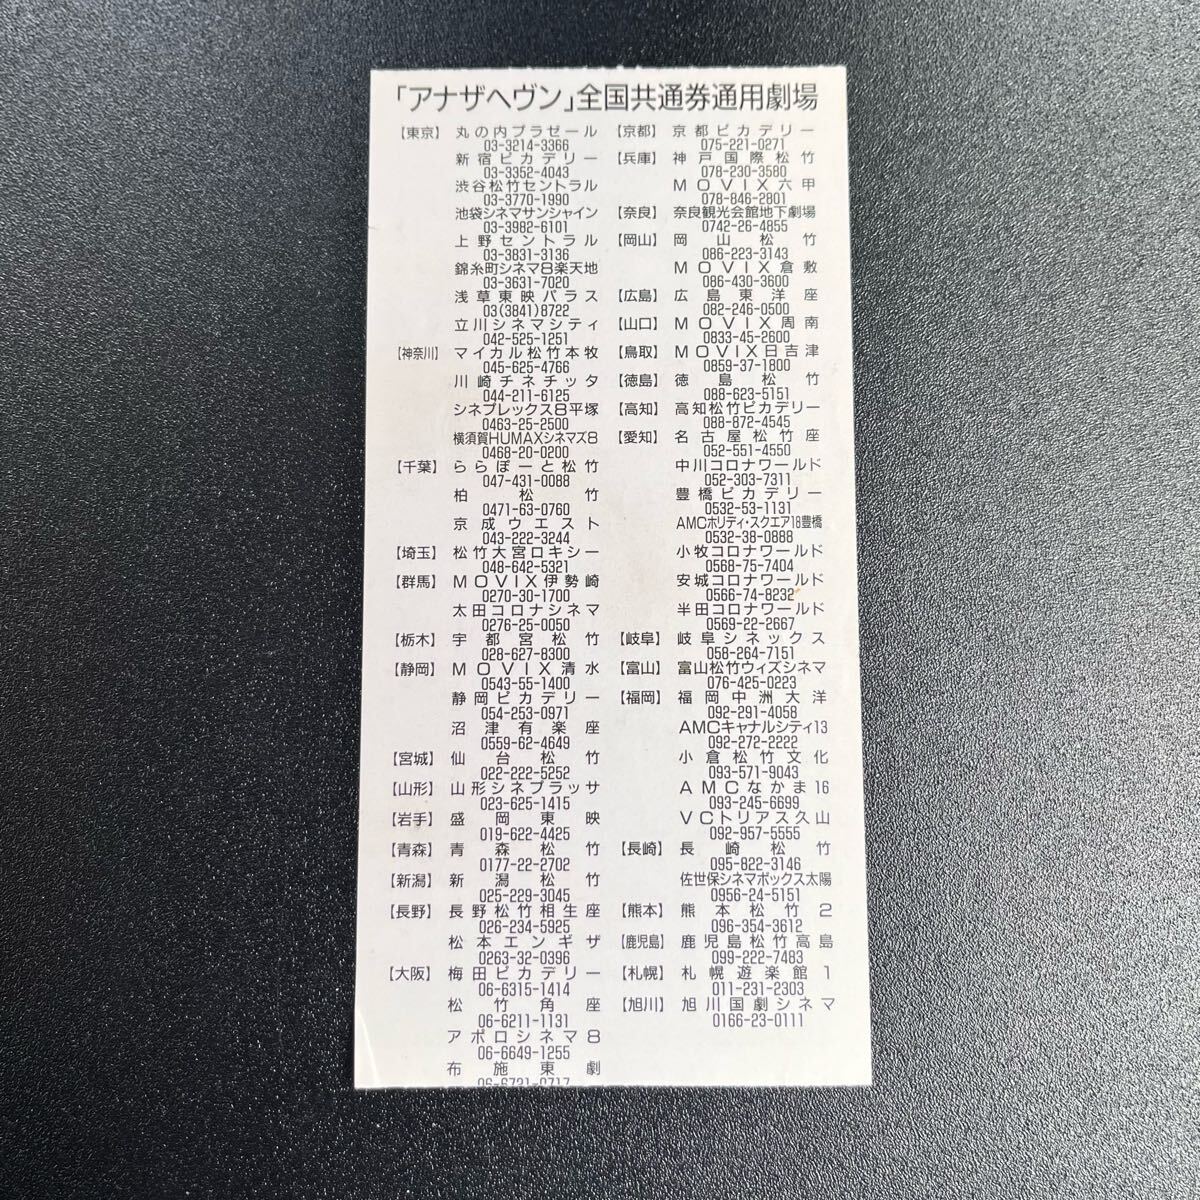 「アナザヘヴン」全国共通券通用劇場
【東京】 丸の内プラゼール
03-3214-3366
新宿ピカデリー
03-3352-4043
渋谷松竹セントラル
03-3770-1990
池袋シネマサンシャイン
03-3982-6101
上野セントラル
03-3831-3136
錦糸町シネマ8楽天地
03-3631-7020
浅草東映パラス
03(3841)8722
立川シネマシティ
042-525-1251
【神奈川】 マイカル松竹本牧
045-625-4766
川崎チネチッタ
044-211-6125
シネプレックス8平塚
0463-25-2500
横須賀HUMAXシネマズ8
0468-20-0200
【千葉】 ららぽーと松竹
047-431-0088
柏松竹
0471-63-0760
京成ウエスト
043-222-3244
【埼玉】 松竹大宮ロキシー
048-642-5321
【群馬】 MOVIX伊勢崎
0270-30-1700
太田コロナシネマ
0276-25-0050
【栃木】 宇都宮松竹
028-627-8300
【静岡】 MOVIX清水
0543-55-1400
静岡ピカデリー
054-253-0971
沼津有楽座
0559-62-4649
【宮城】 仙台松竹
022-222-5252
【山形】 山形シネプラッサ
023-625-1415
【岩手】 盛岡東映
019-622-4425
【青森】 青森松竹
0177-22-2702
【新潟】 新潟松竹
025-229-3045
【長野】 長野松竹相生座
026-234-5925
松本エンギザ
0263-32-0396
【大阪】 梅田ピカデリー
06-6315-1414
松竹角座
06-6211-1131
アポロシネマ8
06-6649-1255
布施東劇
06-6721-0717
【京都】 京都ピカデリー
075-221-0271
【兵庫】 神戸国際松竹
078-230-3580
MOVIX六甲
078-846-2801
【奈良】 奈良観光会館地下劇場
0742-26-4855
【岡山】 岡山松竹
086-223-3143
MOVIX倉敷
086-430-3600
【広島】 広島東洋座
082-246-0500
【山口】 MOVIX周南
0833-45-2600
【鳥取】 MOVIX日吉津
0859-37-1800
【徳島】 徳島松竹
088-623-5151
【高知】 高知松竹ピカデリー
088-872-4545
【愛知】 名古屋松竹座
052-551-4550
中川コロナワールド
052-303-7311
豊橋ピカデリー
0532-53-1131
AMCホリディ・スクエア18豊橋
0532-38-0888
小牧コロナワールド
0568-75-7404
安城コロナワールド
0566-74-8232
半田コロナワールド
0569-22-2667
【岐阜】 岐阜シネックス
058-264-7151
【富山】 富山松竹ウィズシネマ
076-425-0223
【福岡】 福岡中洲大洋
092-291-4058
AMCキャナルシティ13
092-272-2222
小倉松竹文化
093-571-9043
AMCなかま16
093-245-6699
VCトリアス久山
092-957-5555
【長崎】 長崎松竹
095-822-3146
佐世保シネマボックス太陽
0956-24-5151
【熊本】 熊本松竹2
096-354-3612
【鹿児島】 鹿児島松竹高島
099-222-7483
【札幌】 札幌遊楽館1
011-231-2303
【旭川】 旭川国劇シネマ
0166-23-0111